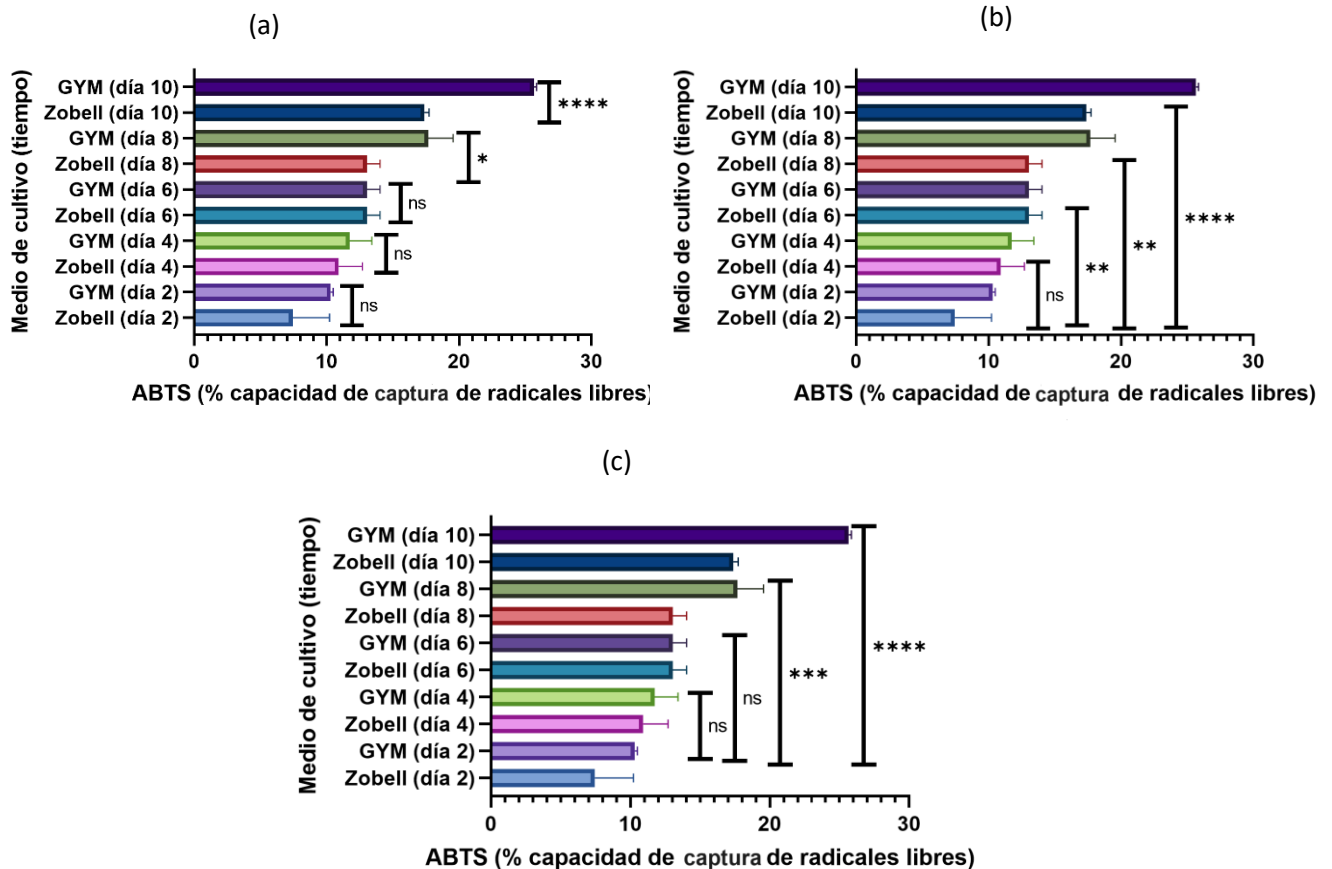 (a)
Medio de cultivo (tiempo)
GYM (día 10)
Zobell (día 10)
GYM (día 8)
Zobell (día 8)
GYM (día 6)
Zobell (día 6)
GYM (día 4)
Zobell (día 4)
GYM (día 2)
Zobell (día 2)
****
*
ns
ns
ns
0 10 20 30
ABTS (% capacidad de captura de radicales libres)
(b)
Medio de cultivo (tiempo)
GYM (día 10)
Zobell (día 10)
GYM (día 8)
Zobell (día 8)
GYM (día 6)
Zobell (día 6)
GYM (día 4)
Zobell (día 4)
GYM (día 2)
Zobell (día 2)
ns
**
**
****
0 10 20 30
ABTS (% capacidad de captura de radicales libres)
(c)
Medio de cultivo (tiempo)
GYM (día 10)
Zobell (día 10)
GYM (día 8)
Zobell (día 8)
GYM (día 6)
Zobell (día 6)
GYM (día 4)
Zobell (día 4)
GYM (día 2)
Zobell (día 2)
ns
ns
***
****
0 10 20 30
ABTS (% capacidad de captura de radicales libres)